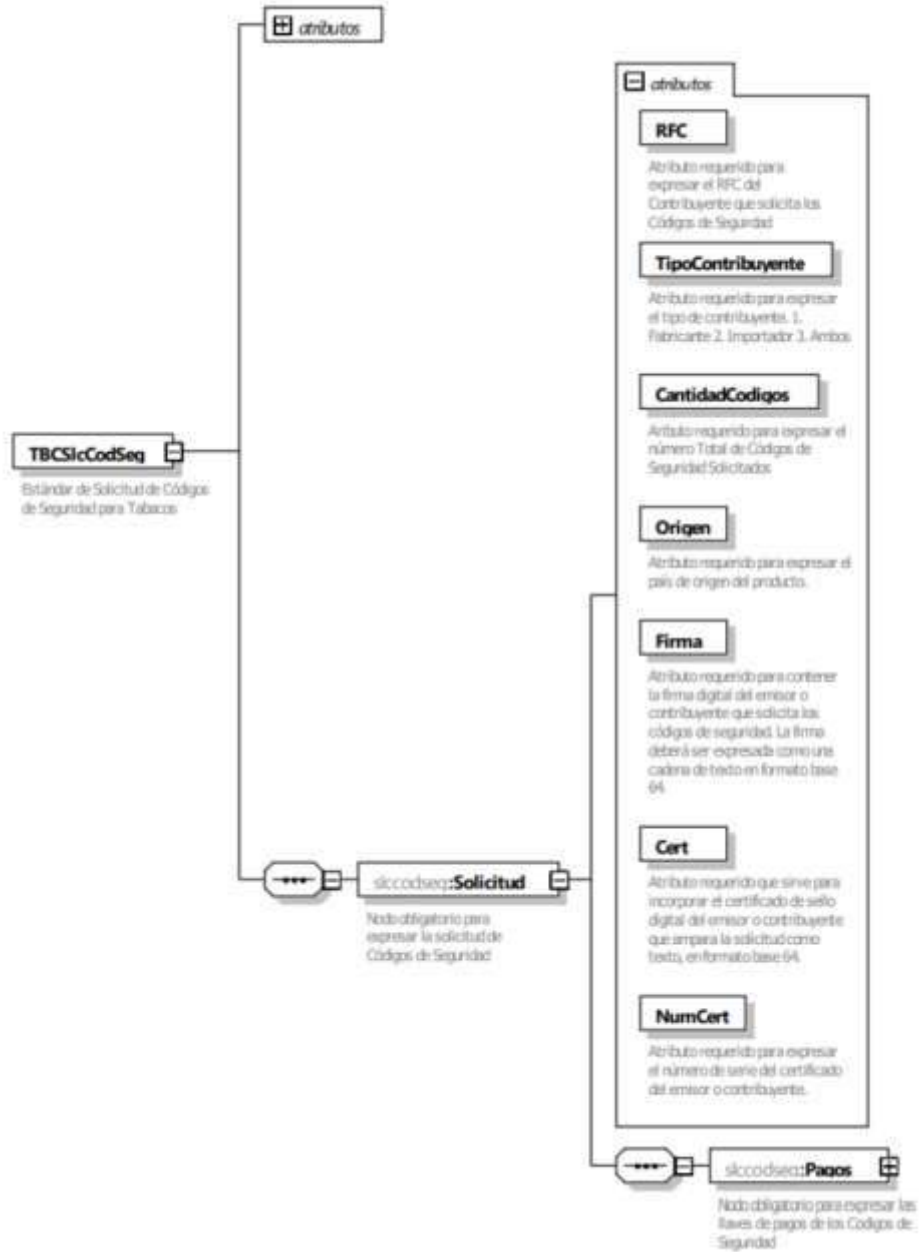 atributos
atributos
RFC
Atributo requerido para
expresar el RFC del
Contribuyente que solicita los
Códigos de Seguridad
TipoContribuyente
Atributo requerido para expresar
el tipo de contribuyente. 1.
Fabricante 2. Importador 3. Ambos
CantidadCodigos
Atributo requerido para expresar el
número Total de Códigos de
Seguridad Solicitados
TBCSlcCodSeg
Estándar de Solicitud de Códigos
de Seguridad para Tabacos
Origen
Atributo requerido para expresar el
país de origen del producto.
Firma
Atributo requerido para contener
la firma digital del emisor o
contribuyente que solicita los
códigos de seguridad. La firma
deberá ser expresada como una
cadena de texto en formato base
64.
slccodseg:Solicitud
Nodo obligatorio para
expresar la solicitud de
Códigos de Seguridad
Cert
Atributo requerido que sirve para
incorporar el certificado de sello
digital del emisor o contribuyente
que ampara la solicitud como
texto, en formato base 64.
NumCert
Atributo requerido para expresar
el número de serie del certificado
del emisor o contribuyente.
slccodseg:Pagos
Nodo obligatorio para expresar las
llaves de pagos de los Codigos de
Seguridad